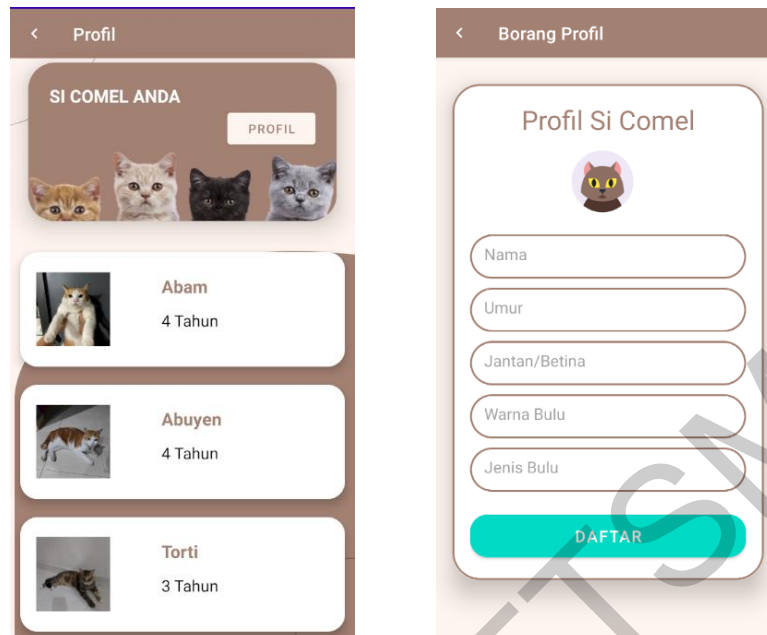 Profil
SI COMEL ANDA
PROFIL
Abam
4 Tahun
Abuyen
4 Tahun
Torti
3 Tahun
Borang Profil
Profil Si Comel
Nama
Umur
Jantan/Betina
Warna Bulu
Jenis Bulu
DAFTAR